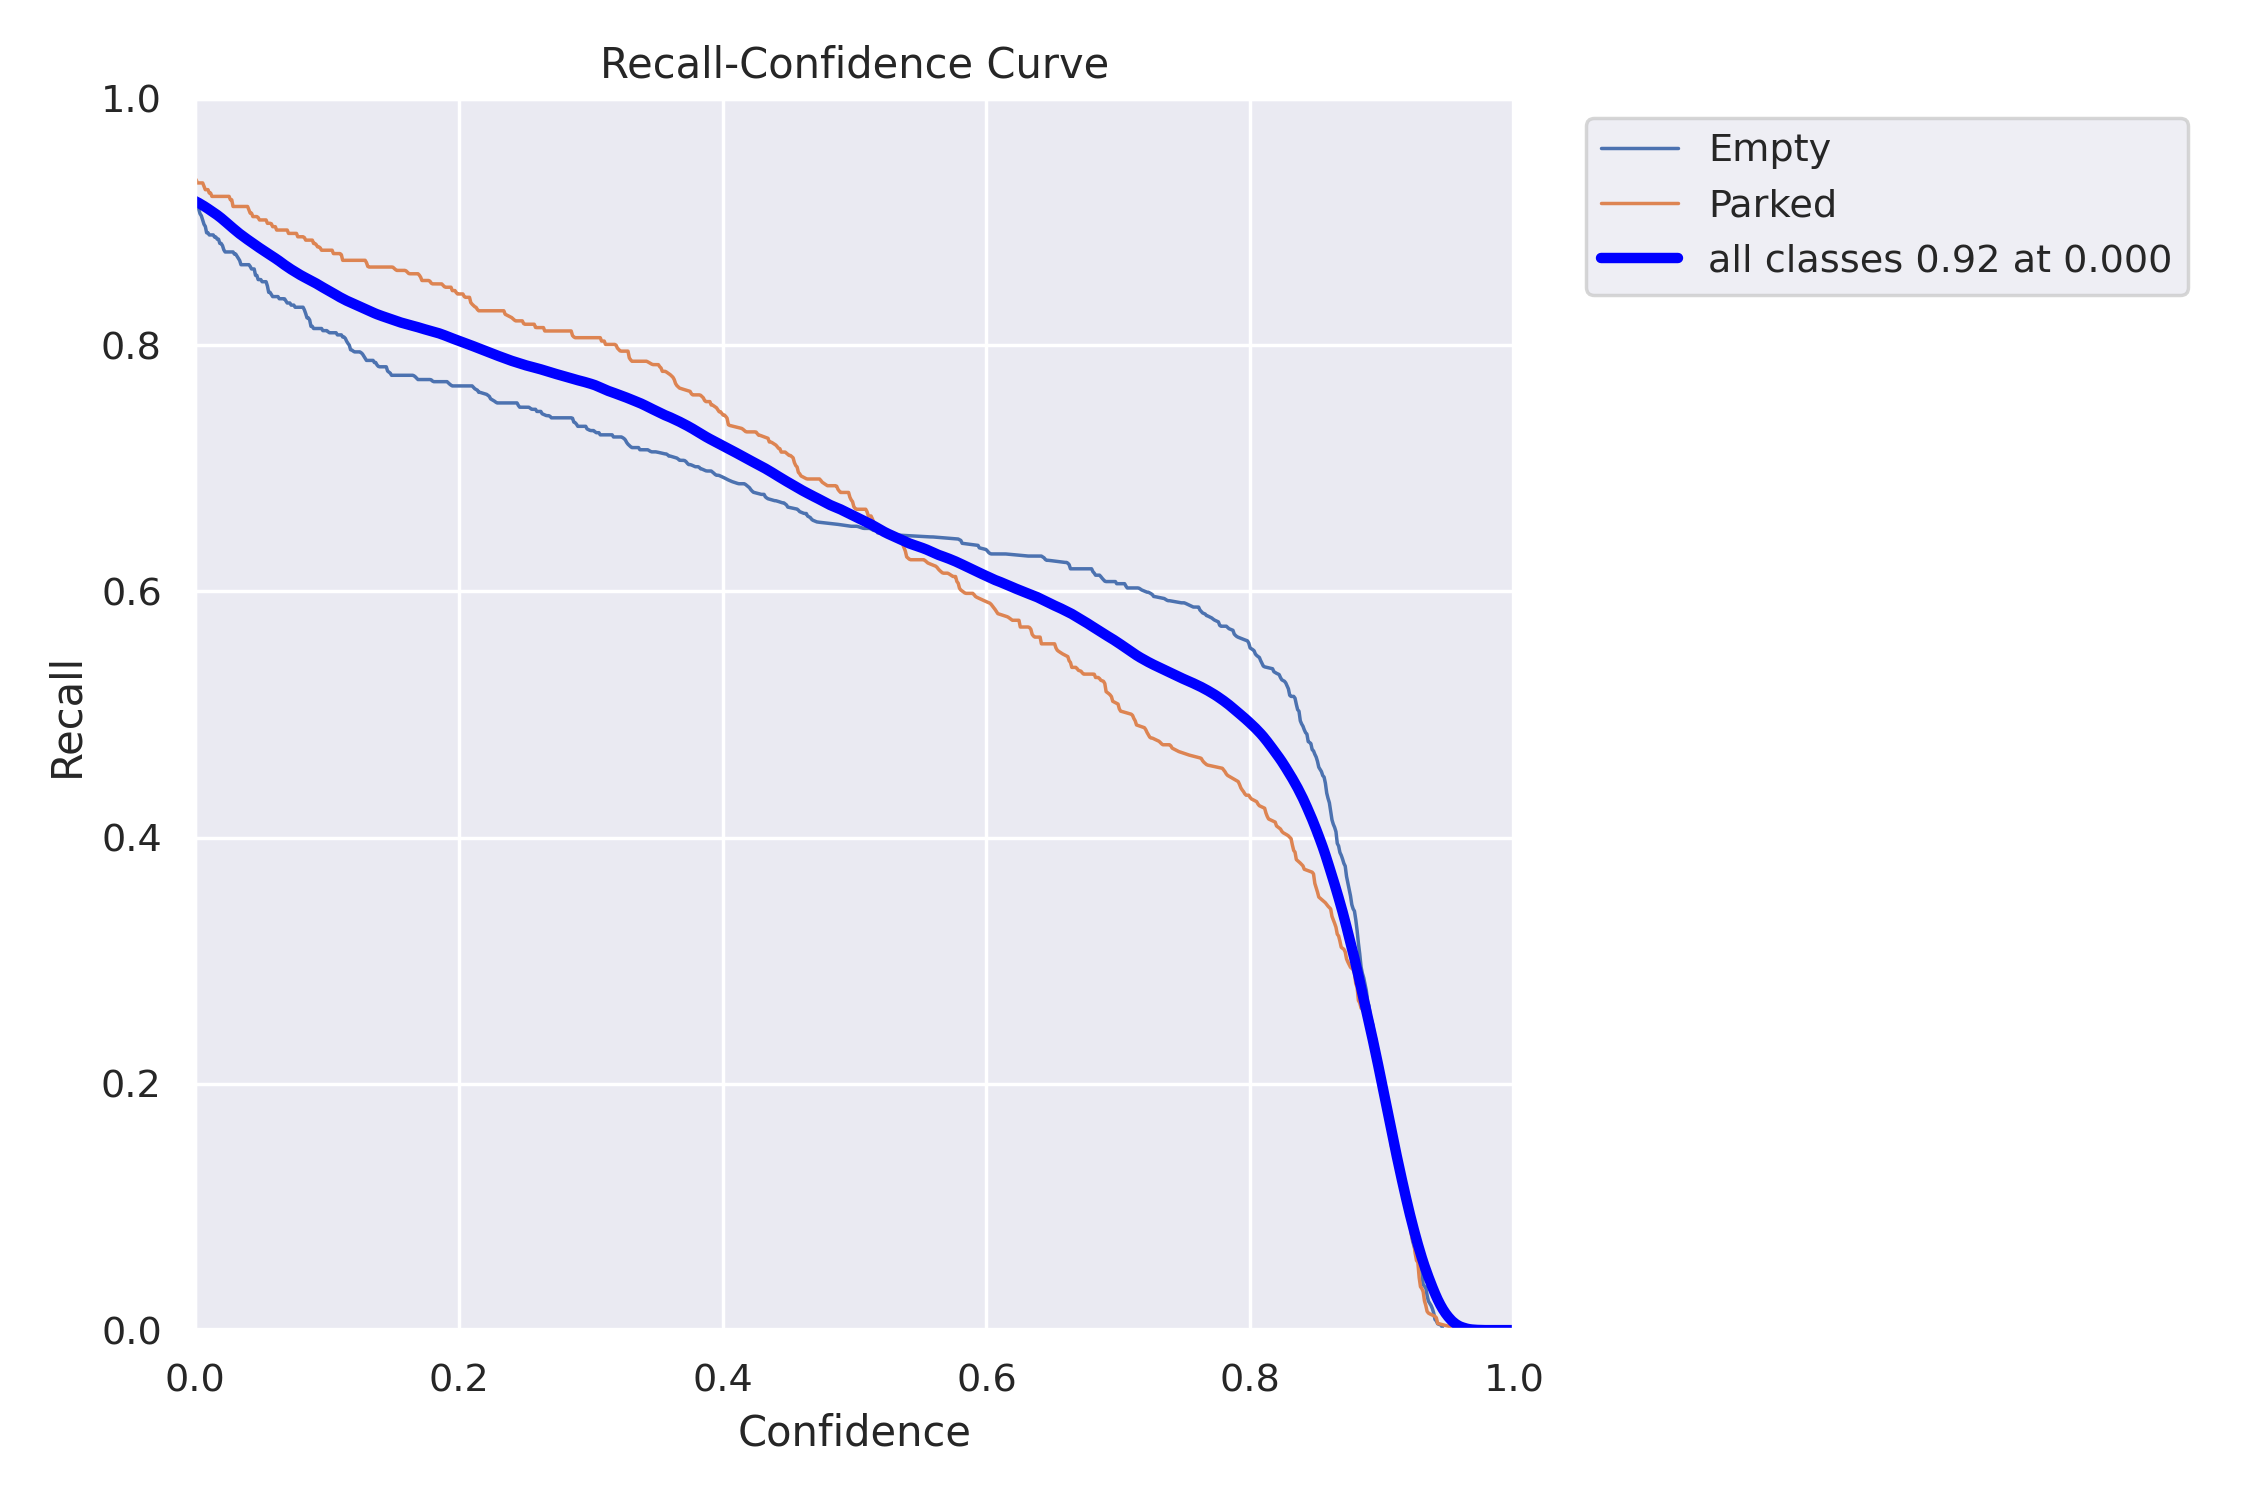 Recall-Confidence Curve
1.0
0.8
0.6
0.4
0.2
0.0
Recall
0.0 0.2 0.4 0.6 0.8 1.0
Confidence
Empty
Parked
all classes 0.92 at 0.000